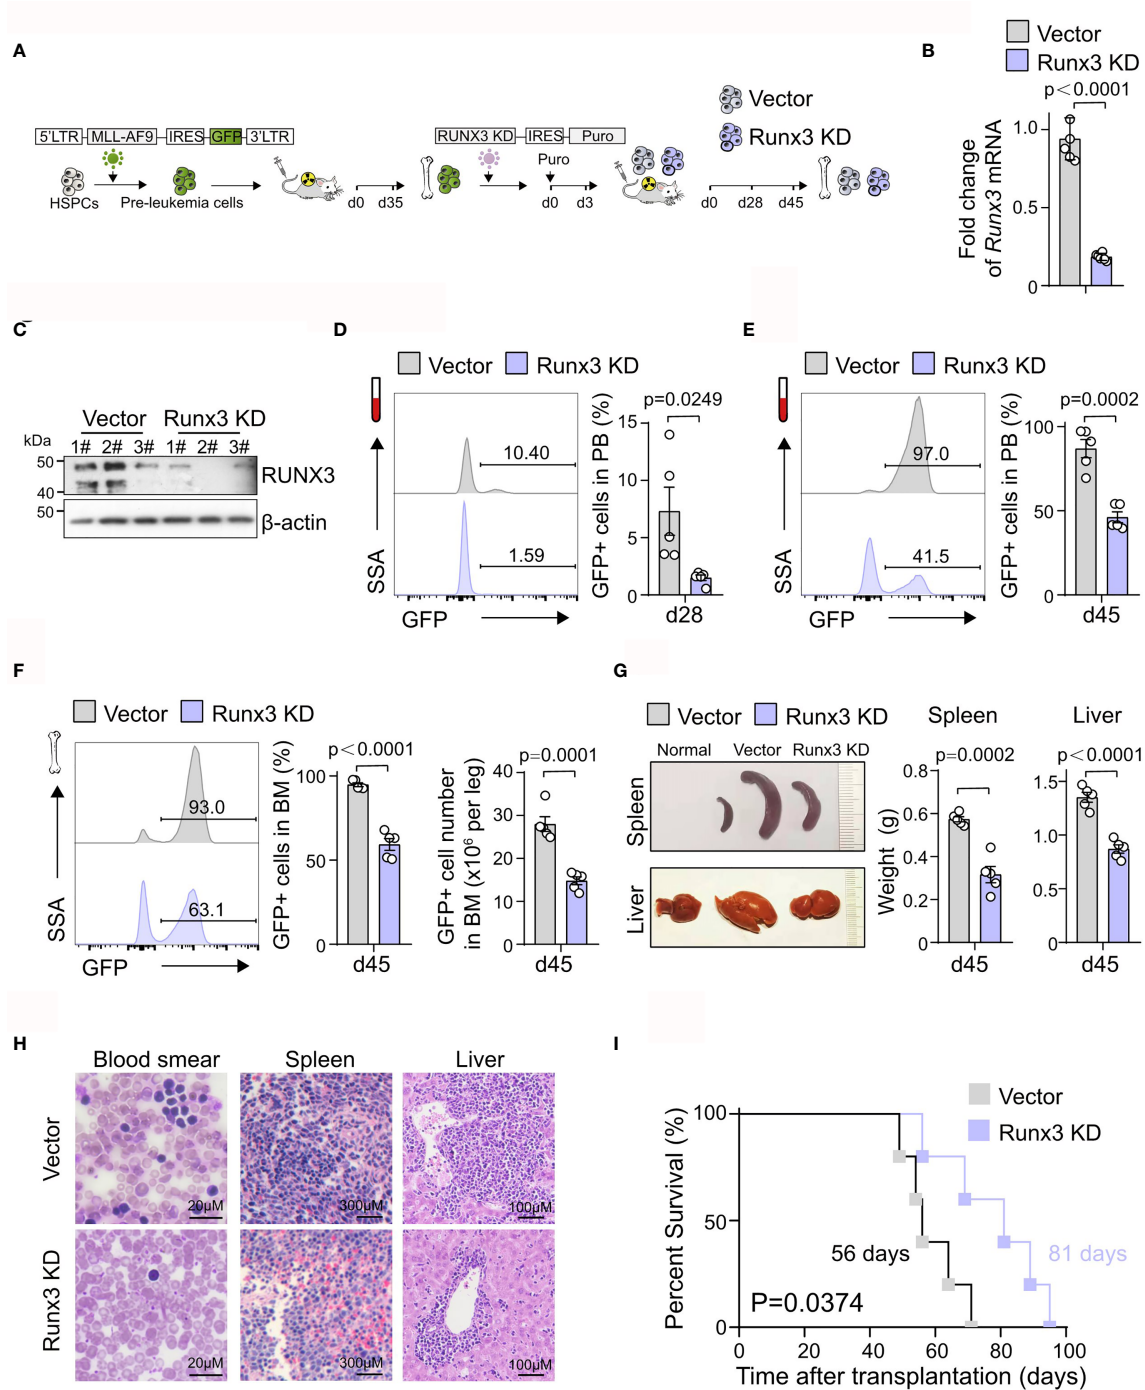 A
5'LTR MLL-AF9 IRES GFP 3'LTR
HSPCs
Pre-leukemia cells
d0 d35
RUNX3 KD IRES Puro
Puro
d0 d3
Vector
Runx3 KD
d0 d28 d45
B
Vector
Runx3 KD
p<0.0001
Fold change
of Runx3 mRNA
1.0
0.5
0
C
Vector Runx3 KD
kDa 1# 2# 3# 1# 2# 3#
50
40
RUNX3
50
β-actin
D
Vector Runx3 KD
10.40
1.59
SSA
GFP
GFP+ cells in PB (%)
p=0.0249
15
10
5
0
d28
E
Vector Runx3 KD
97.0
41.5
SSA
GFP
GFP+ cells in PB (%)
p=0.0002
100
50
0
d45
F
Vector Runx3 KD
93.0
63.1
SSA
GFP
GFP+ cells in BM (%)
p<0.0001
100
50
0
d45
GFP+ cell number
in BM (x10⁶ per leg)
p=0.0001
40
30
20
10
0
d45
G
Vector Runx3 KD
Normal Vector Runx3 KD
Spleen
Liver
Spleen
Weight (g)
p=0.0002
0.8
0.6
0.4
0.2
0
d45
Liver
p<0.0001
1.5
1.0
0.5
0
d45
H
Blood smear Spleen Liver
Vector
20μM 300μM 100μM
Runx3 KD
20μM 300μM 100μM
I
Vector
Runx3 KD
Percent Survival (%)
100
50
0
56 days
81 days
P=0.0374
0 20 40 60 80 100
Time after transplantation (days)